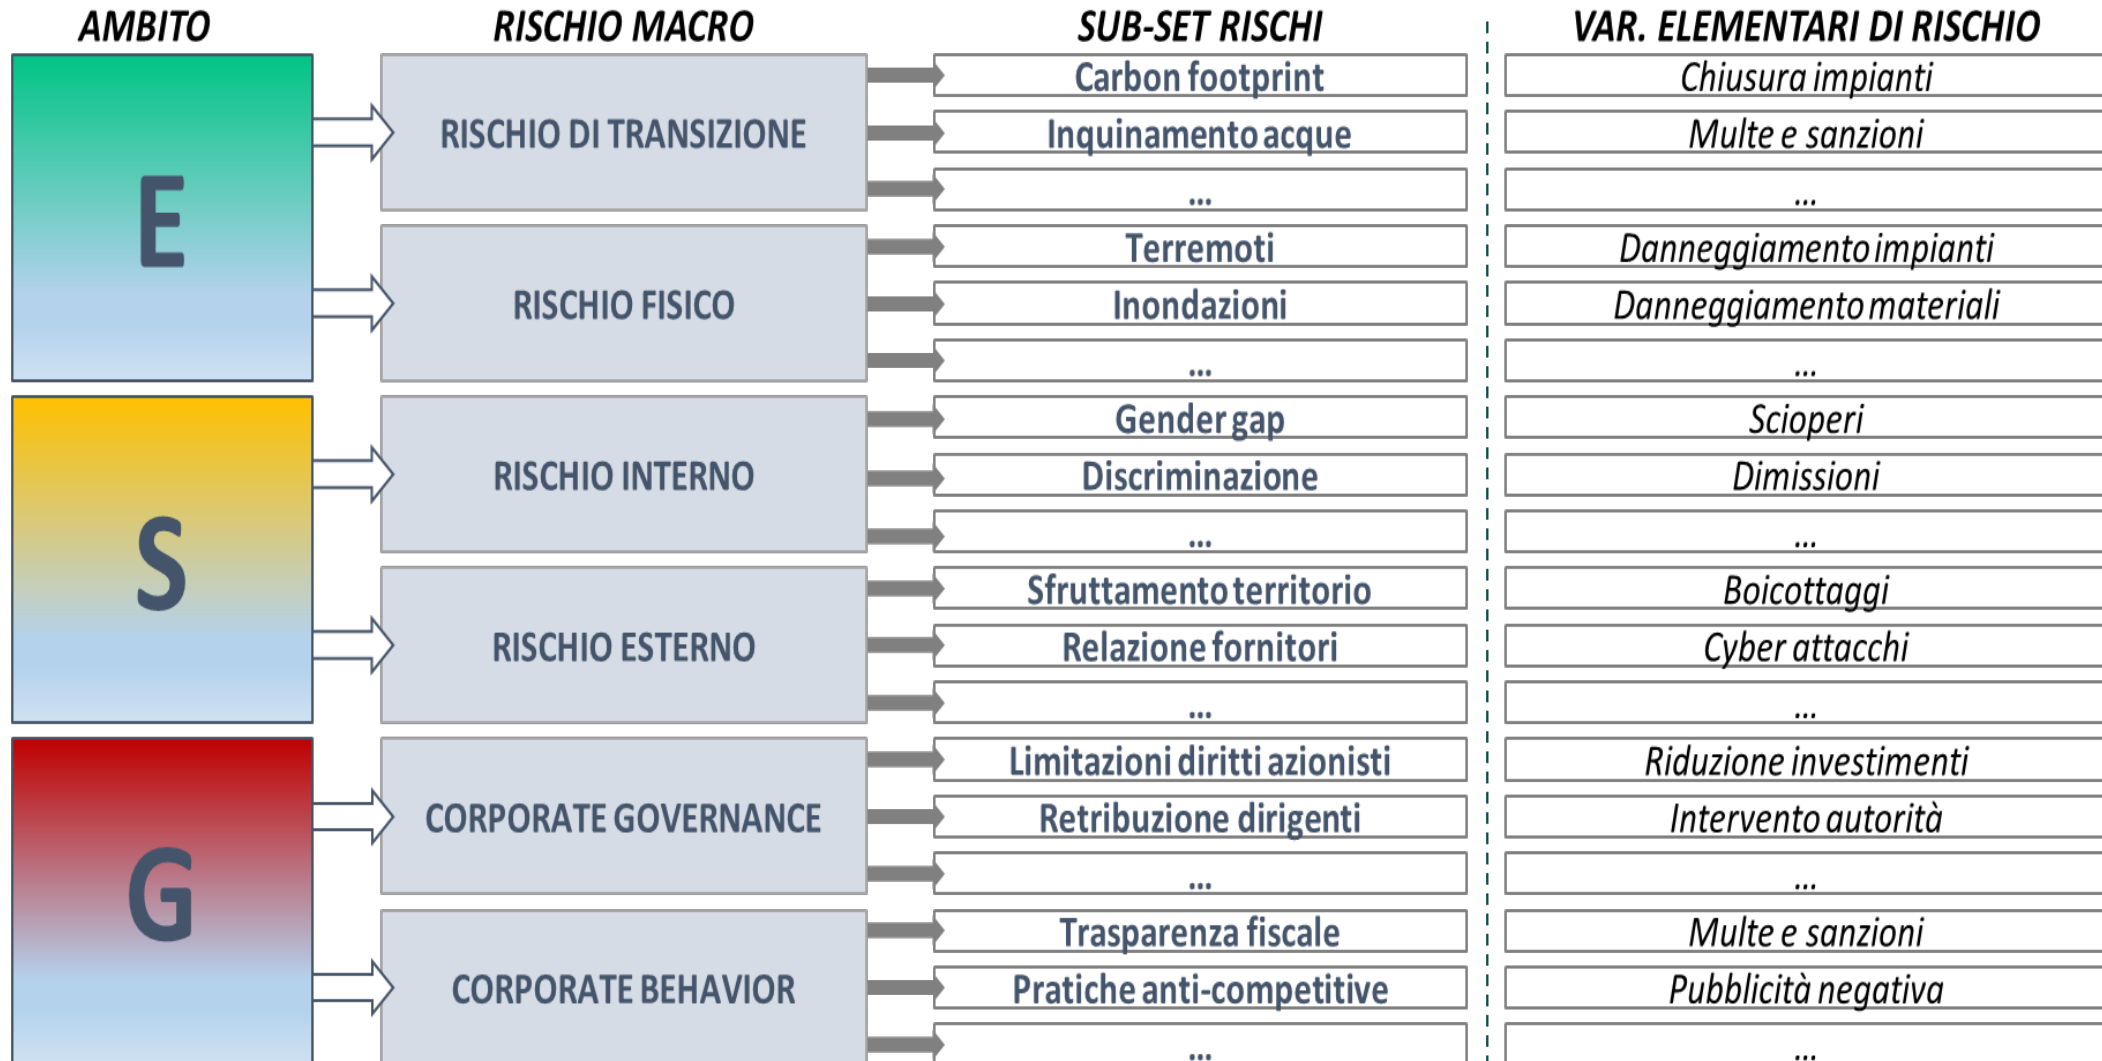 AMBITO RISCHIO MACRO SUB-SET RISCHI VAR. ELEMENTARI DI RISCHIO
E
RISCHIO DI TRANSIZIONE
Carbon footprint Chiusura impianti
Inquinamento acque Multe e sanzioni
... ...
RISCHIO FISICO
Terremoti Danneggiamento impianti
Inondazioni Danneggiamento materiali
... ...
S
RISCHIO INTERNO
Gender gap Scioperi
Discriminazione Dimissioni
... ...
RISCHIO ESTERNO
Sfruttamento territorio Boicottaggi
Relazione fornitori Cyber attacchi
... ...
G
CORPORATE GOVERNANCE
Limitazioni diritti azionisti Riduzione investimenti
Retribuzione dirigenti Intervento autorità
... ...
CORPORATE BEHAVIOR
Trasparenza fiscale Multe e sanzioni
Pratiche anti-competitive Pubblicità negativa
... ...